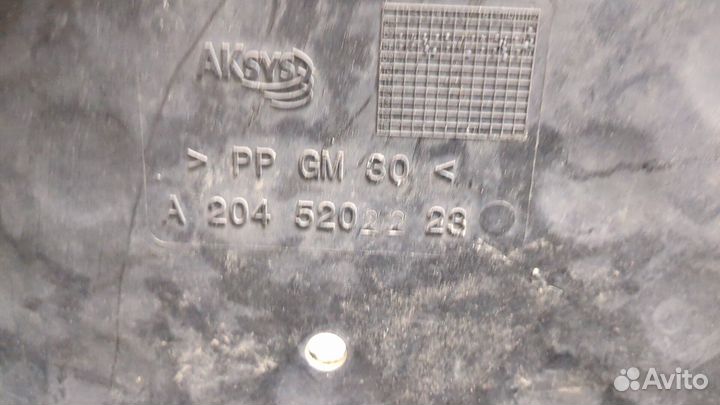 AKsys
> PP GM 30 <
A 204 520 22 23
Avito